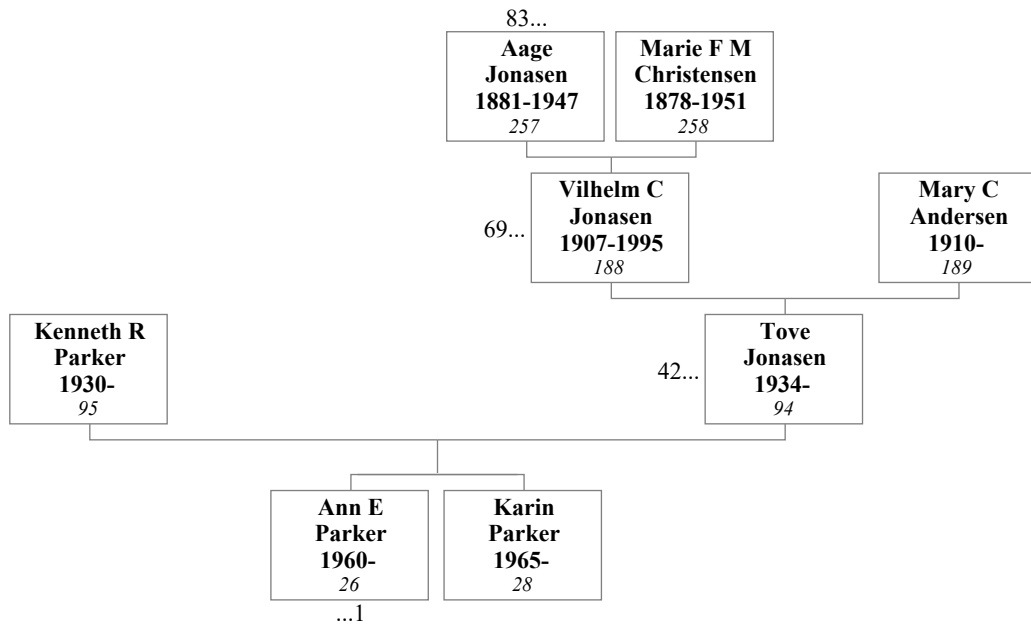 83...
Aage
Jonasen
1881-1947
257
Marie F M
Christensen
1878-1951
258
69...
Vilhelm C
Jonasen
1907-1995
188
Mary C
Andersen
1910-
189
Kenneth R
Parker
1930-
95
42...
Tove
Jonasen
1934-
94
Ann E
Parker
1960-
26
...1
Karin
Parker
1965-
28